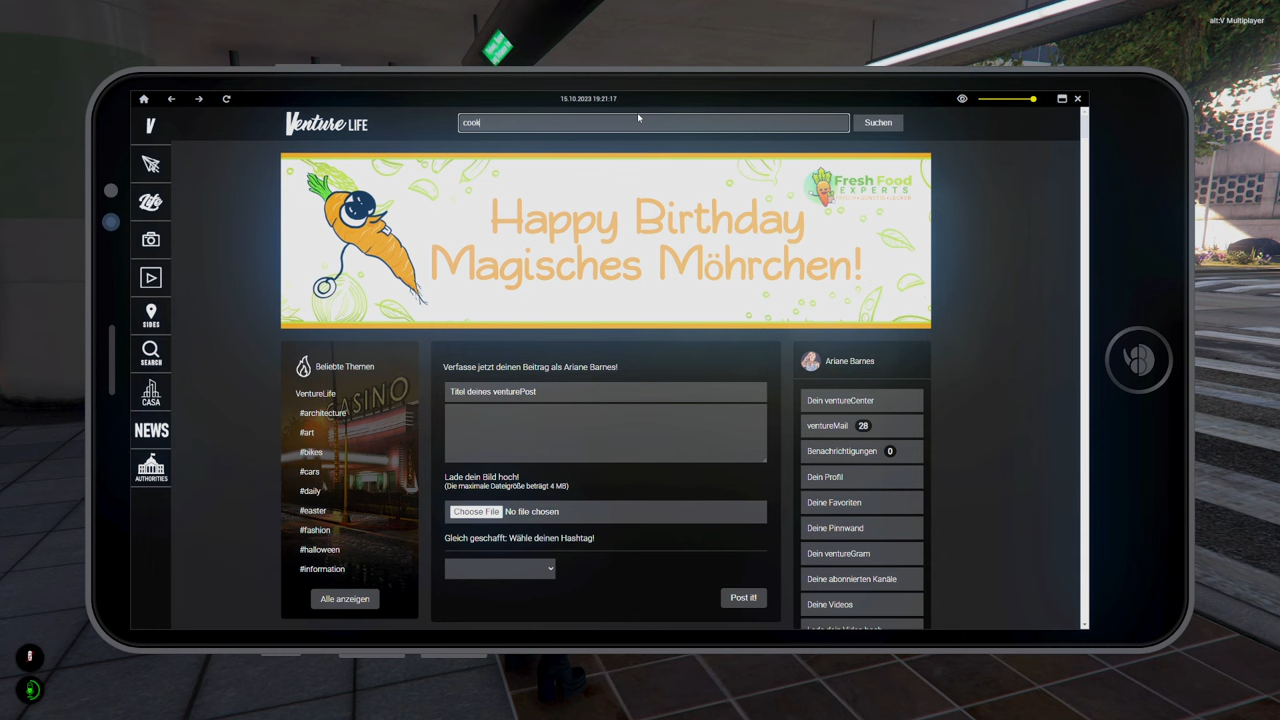 alt:V Multiplayer
15.10.2023 19:21:17
V
Venture LIFE
cook
Suchen
Life
SIDES
SEARCH
CASA
NEWS
AUTHORITIES
Fresh Food
EXPERTS
Happy Birthday
Magisches Möhrchen!
Beliebte Themen
VentureLife
#architecture
#art
#bikes
#cars
#daily
#easter
#fashion
#halloween
#information
Alle anzeigen
CASINO
Verfasse jetzt deinen Beitrag als Ariane Barnes!
Titel deines venturePost
Lade dein Bild hoch!
(Die maximale Dateigröße beträgt 4 MB)
Choose File No file chosen
Gleich geschafft: Wähle deinen Hashtag!
Post it!
Ariane Barnes
Dein ventureCenter
ventureMail 28
Benachrichtigungen 0
Dein Profil
Deine Favoriten
Deine Pinnwand
Dein ventureGram
Deine abonnierten Kanäle
Deine Videos